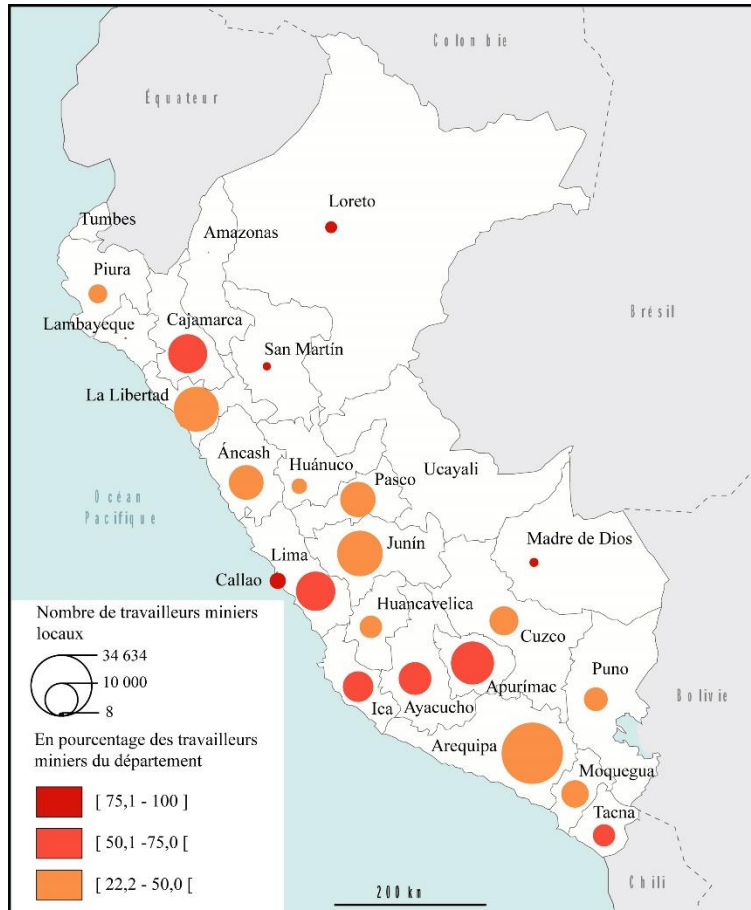 Colombie
Équateur
Loreto
Tumbes
Amazonas
Piura
Brésil
Lambayeque
Cajamarca
San Martín
La Libertad
Áncash
Huánuco
Pasco
Ucayali
Océan
Pacifique
Lima
Junín
Madre de Dios
Callao
Huancavelica
Cuzco
Puno
Ica
Ayacucho
Apurímac
Bolivie
Arequipa
Moquegua
Tacna
Chili
Nombre de travailleurs miniers
locaux
34 634
10 000
8
En pourcentage des travailleurs
miniers du département
[ 75,1 - 100 ]
[ 50,1 -75,0 [
[ 22,2 - 50,0 [
200 km